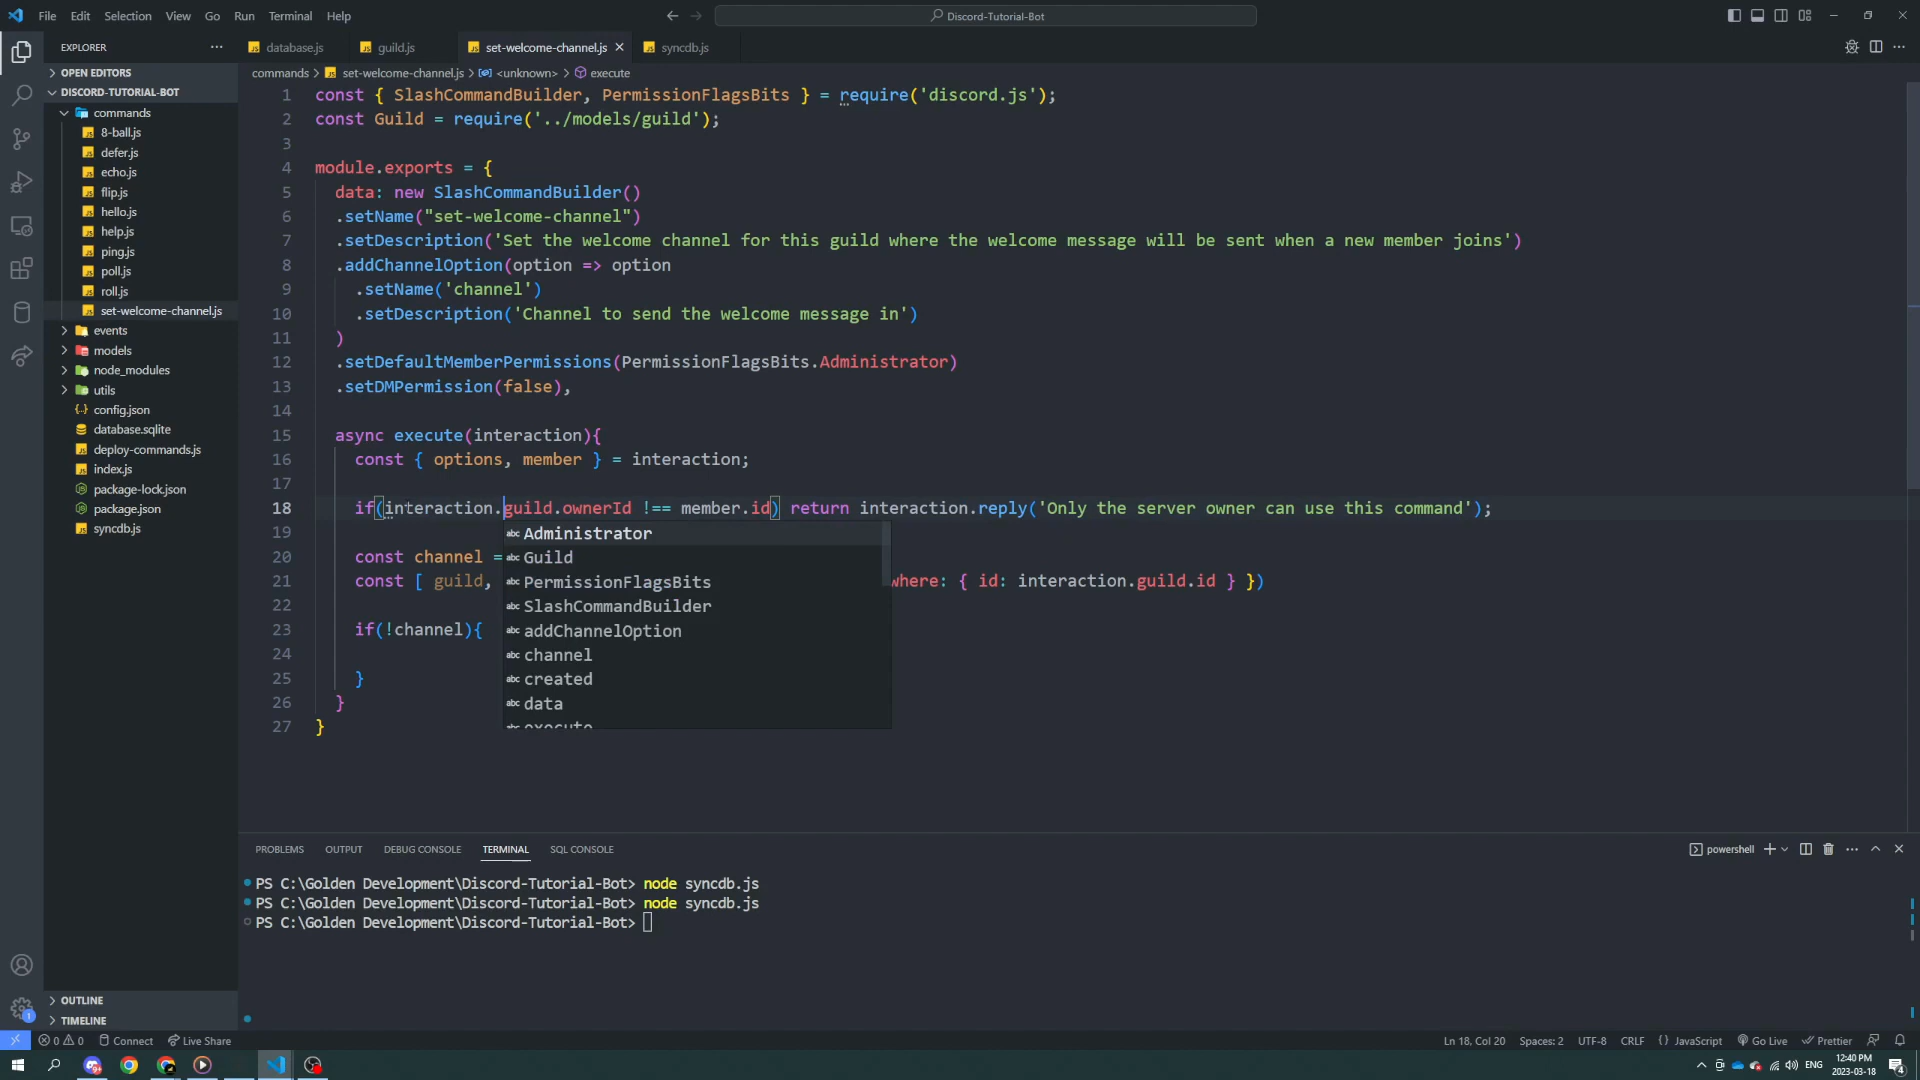 File Edit Selection View Go Run Terminal Help
Discord-Tutorial-Bot
EXPLORER
OPEN EDITORS
DISCORD-TUTORIAL-BOT
commands
8-ball.js
defer.js
echo.js
flip.js
hello.js
help.js
ping.js
poll.js
roll.js
set-welcome-channel.js
events
models
node_modules
utils
config.json
database.sqlite
deploy-commands.js
index.js
package-lock.json
package.json
syncdb.js
OUTLINE
TIMELINE
database.js guild.js set-welcome-channel.js syncdb.js
commands > set-welcome-channel.js > <unknown> > execute
1 const { SlashCommandBuilder, PermissionFlagsBits } = require('discord.js');
2 const Guild = require('../models/guild');
3
4 module.exports = {
5 data: new SlashCommandBuilder()
6 .setName("set-welcome-channel")
7 .setDescription('Set the welcome channel for this guild where the welcome message will be sent when a new member joins')
8 .addChannelOption(option => option
9 .setName('channel')
10 .setDescription('Channel to send the welcome message in')
11 )
12 .setDefaultMemberPermissions(PermissionFlagsBits.Administrator)
13 .setDMPermission(false),
14
15 async execute(interaction){
16 const { options, member } = interaction;
17
18 if(interaction.guild.ownerId !== member.id) return interaction.reply('Only the server owner can use this command');
19
20 const channel =
21 const [ guild, where: { id: interaction.guild.id } })
22
23 if(!channel){
24
25 }
26 }
27 }
Administrator
Guild
PermissionFlagsBits
SlashCommandBuilder
addChannelOption
channel
created
data
execute
PROBLEMS OUTPUT DEBUG CONSOLE TERMINAL SQL CONSOLE
powershell
PS C:\Golden Development\Discord-Tutorial-Bot> node syncdb.js
PS C:\Golden Development\Discord-Tutorial-Bot> node syncdb.js
PS C:\Golden Development\Discord-Tutorial-Bot>
0 0 Connect Live Share
Ln 18, Col 20 Spaces: 2 UTF-8 CRLF { } JavaScript Go Live Prettier
ENG
12:40 PM
2023-03-18